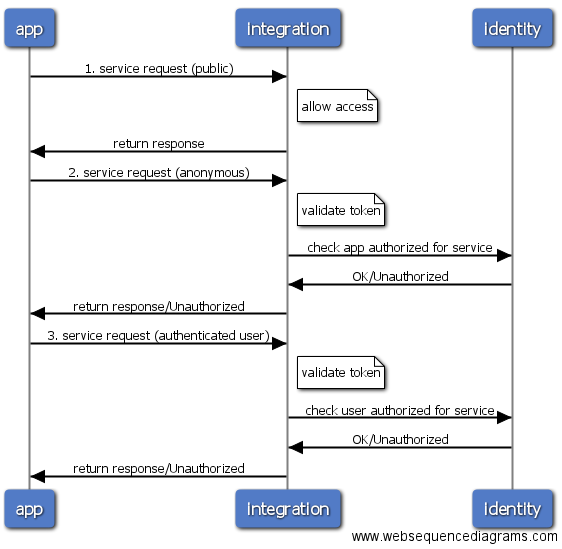 app
Integration
Identity
1. service request (public)
allow access
return response
2. service request (anonymous)
validate token
check app authorized for service
OK/Unauthorized
return response/Unauthorized
3. service request (authenticated user)
validate token
check user authorized for service
OK/Unauthorized
return response/Unauthorized
app
Integration
Identity
www.websequencediagrams.com